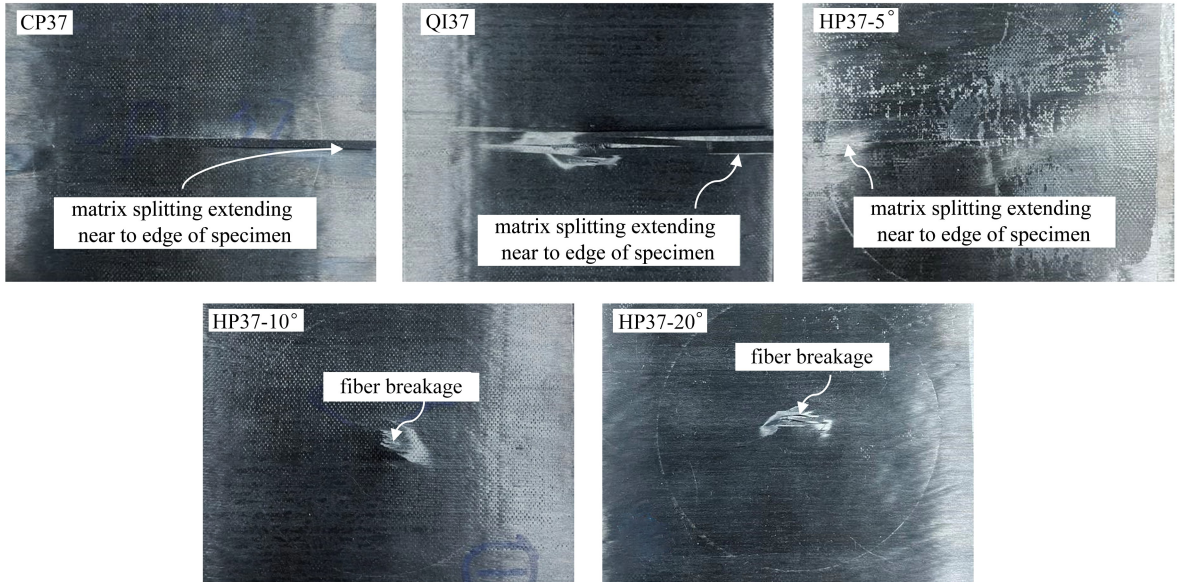 CP37
matrix splitting extending
near to edge of specimen
QI37
matrix splitting extending
near to edge of specimen
HP37-5°
matrix splitting extending
near to edge of specimen
HP37-10°
fiber breakage
HP37-20°
fiber breakage